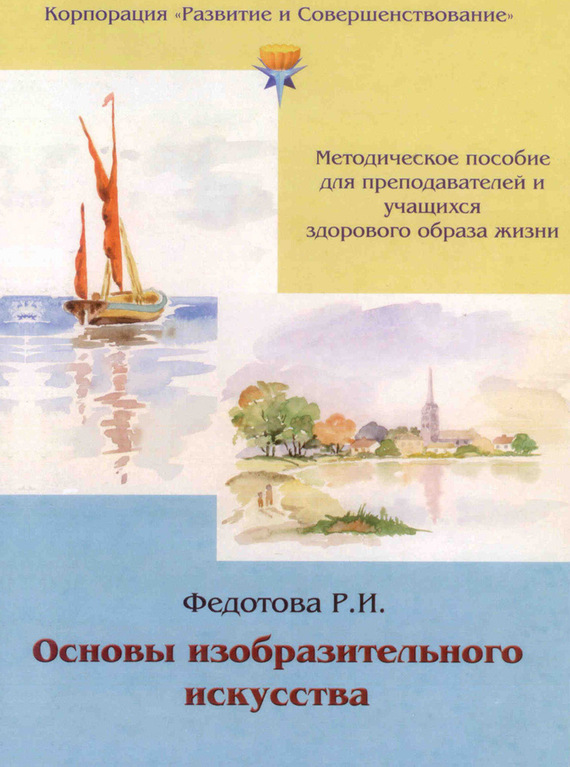 Корпорация «Развитие и Совершенствование»
Методическое пособие
для преподавателей и
учащихся
здорового образа жизни
Федотова Р.И.
Основы изобразительного
искусства